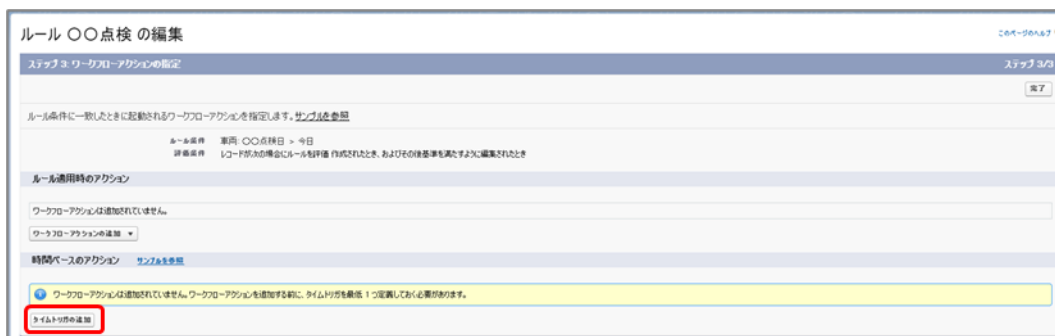 ルール 〇〇点検 の編集
このページのヘルプ
ステップ 3: ワークフローアクションの指定
ステップ 3/3
完了
ルール条件に一致したときに起動されるワークフローアクションを指定します。サンプルを参照
ルール条件 車両: 〇〇点検日 > 今日
評価条件 レコードが次の場合にルールを評価 作成されたとき、およびその後基準を満たすように編集されたとき
ルール適用時のアクション
ワークフローアクションは追加されていません。
ワークフローアクションの追加
時間ベースのアクション サンプルを参照
ワークフローアクションは追加されていません。ワークフローアクションを追加する前に、タイムトリガを最低 1 つ定義しておく必要があります。
タイムトリガの追加